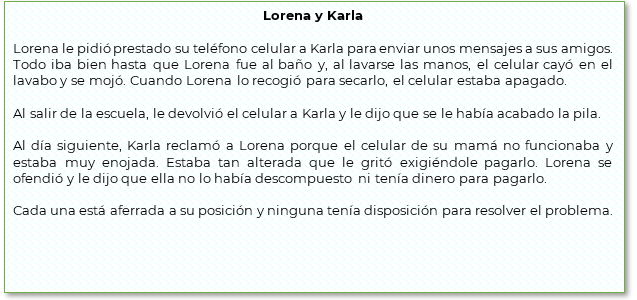 Lorena y Karla
Lorena le pidió prestado su teléfono celular a Karla para enviar unos mensajes a sus amigos.
Todo iba bien hasta que Lorena fue al baño y, al lavarse las manos, el celular cayó en el
lavabo y se mojó. Cuando Lorena lo recogió para secarlo, el celular estaba apagado.
Al salir de la escuela, le devolvió el celular a Karla y le dijo que se le había acabado la pila.
Al día siguiente, Karla reclamó a Lorena porque el celular de su mamá no funcionaba y
estaba muy enojada. Estaba tan alterada que le gritó exigiéndole pagarlo. Lorena se
ofendió y le dijo que ella no lo había descompuesto ni tenía dinero para pagarlo.
Cada una está aferrada a su posición y ninguna tenía disposición para resolver el problema.